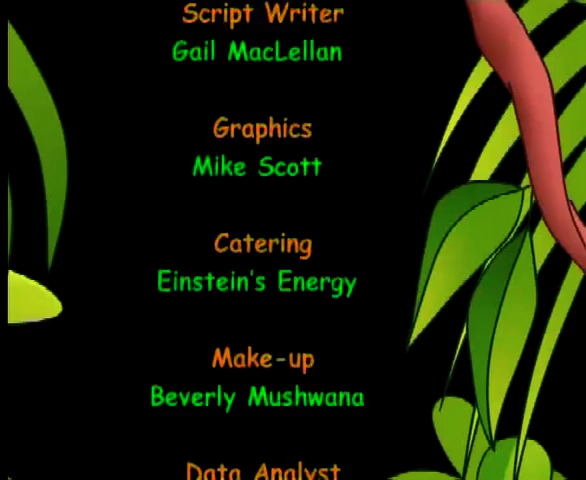 Script Writer
Gail MacLellan
Graphics
Mike Scott
Catering
Einstein's Energy
Make-up
Beverly Mushwana
Data Analyst